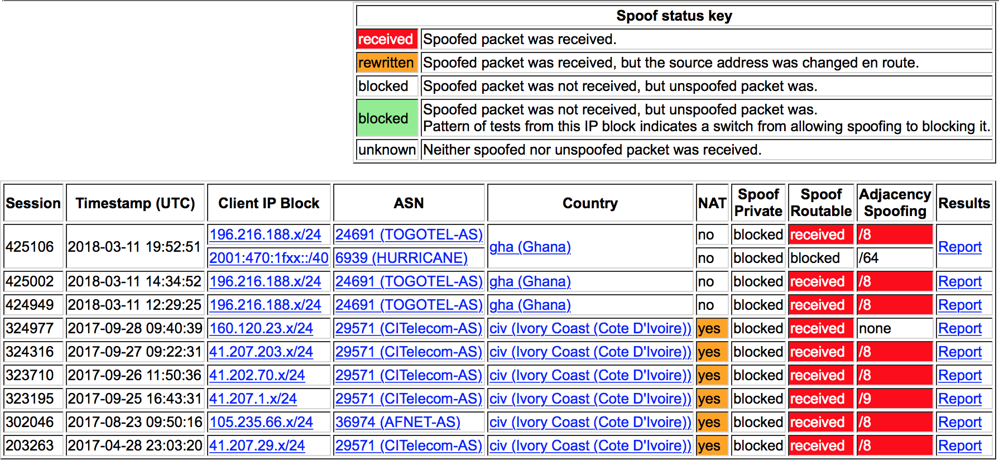 Spoof status key
received Spoofed packet was received.
rewritten Spoofed packet was received, but the source address was changed en route.
blocked Spoofed packet was not received, but unspoofed packet was.
blocked Spoofed packet was not received, but unspoofed packet was.
Pattern of tests from this IP block indicates a switch from allowing spoofing to blocking it.
unknown Neither spoofed nor unspoofed packet was received.
Session Timestamp (UTC) Client IP Block ASN Country NAT Spoof Private Spoof Routable Adjacency Spoofing Results
425106 2018-03-11 19:52:51 196.216.188.x/24 24691 (TOGOTEL-AS) gha (Ghana) no blocked received /8 Report
2001:470:1fxx::/40 6939 (HURRICANE) no blocked blocked /64
425002 2018-03-11 14:34:52 196.216.188.x/24 24691 (TOGOTEL-AS) gha (Ghana) no blocked received /8 Report
424949 2018-03-11 12:29:25 196.216.188.x/24 24691 (TOGOTEL-AS) gha (Ghana) no blocked received /8 Report
324977 2017-09-28 09:40:39 160.120.23.x/24 29571 (CITelecom-AS) civ (Ivory Coast (Cote D'Ivoire)) yes blocked received none Report
324316 2017-09-27 09:22:31 41.207.203.x/24 29571 (CITelecom-AS) civ (Ivory Coast (Cote D'Ivoire)) yes blocked received /8 Report
323710 2017-09-26 11:50:36 41.202.70.x/24 29571 (CITelecom-AS) civ (Ivory Coast (Cote D'Ivoire)) yes blocked received /8 Report
323195 2017-09-25 16:43:31 41.207.1.x/24 29571 (CITelecom-AS) civ (Ivory Coast (Cote D'Ivoire)) yes blocked received /9 Report
302046 2017-08-23 09:50:16 105.235.66.x/24 36974 (AFNET-AS) civ (Ivory Coast (Cote D'Ivoire)) yes blocked received /8 Report
203263 2017-04-28 23:03:20 41.207.29.x/24 29571 (CITelecom-AS) civ (Ivory Coast (Cote D'Ivoire)) yes blocked received /8 Report